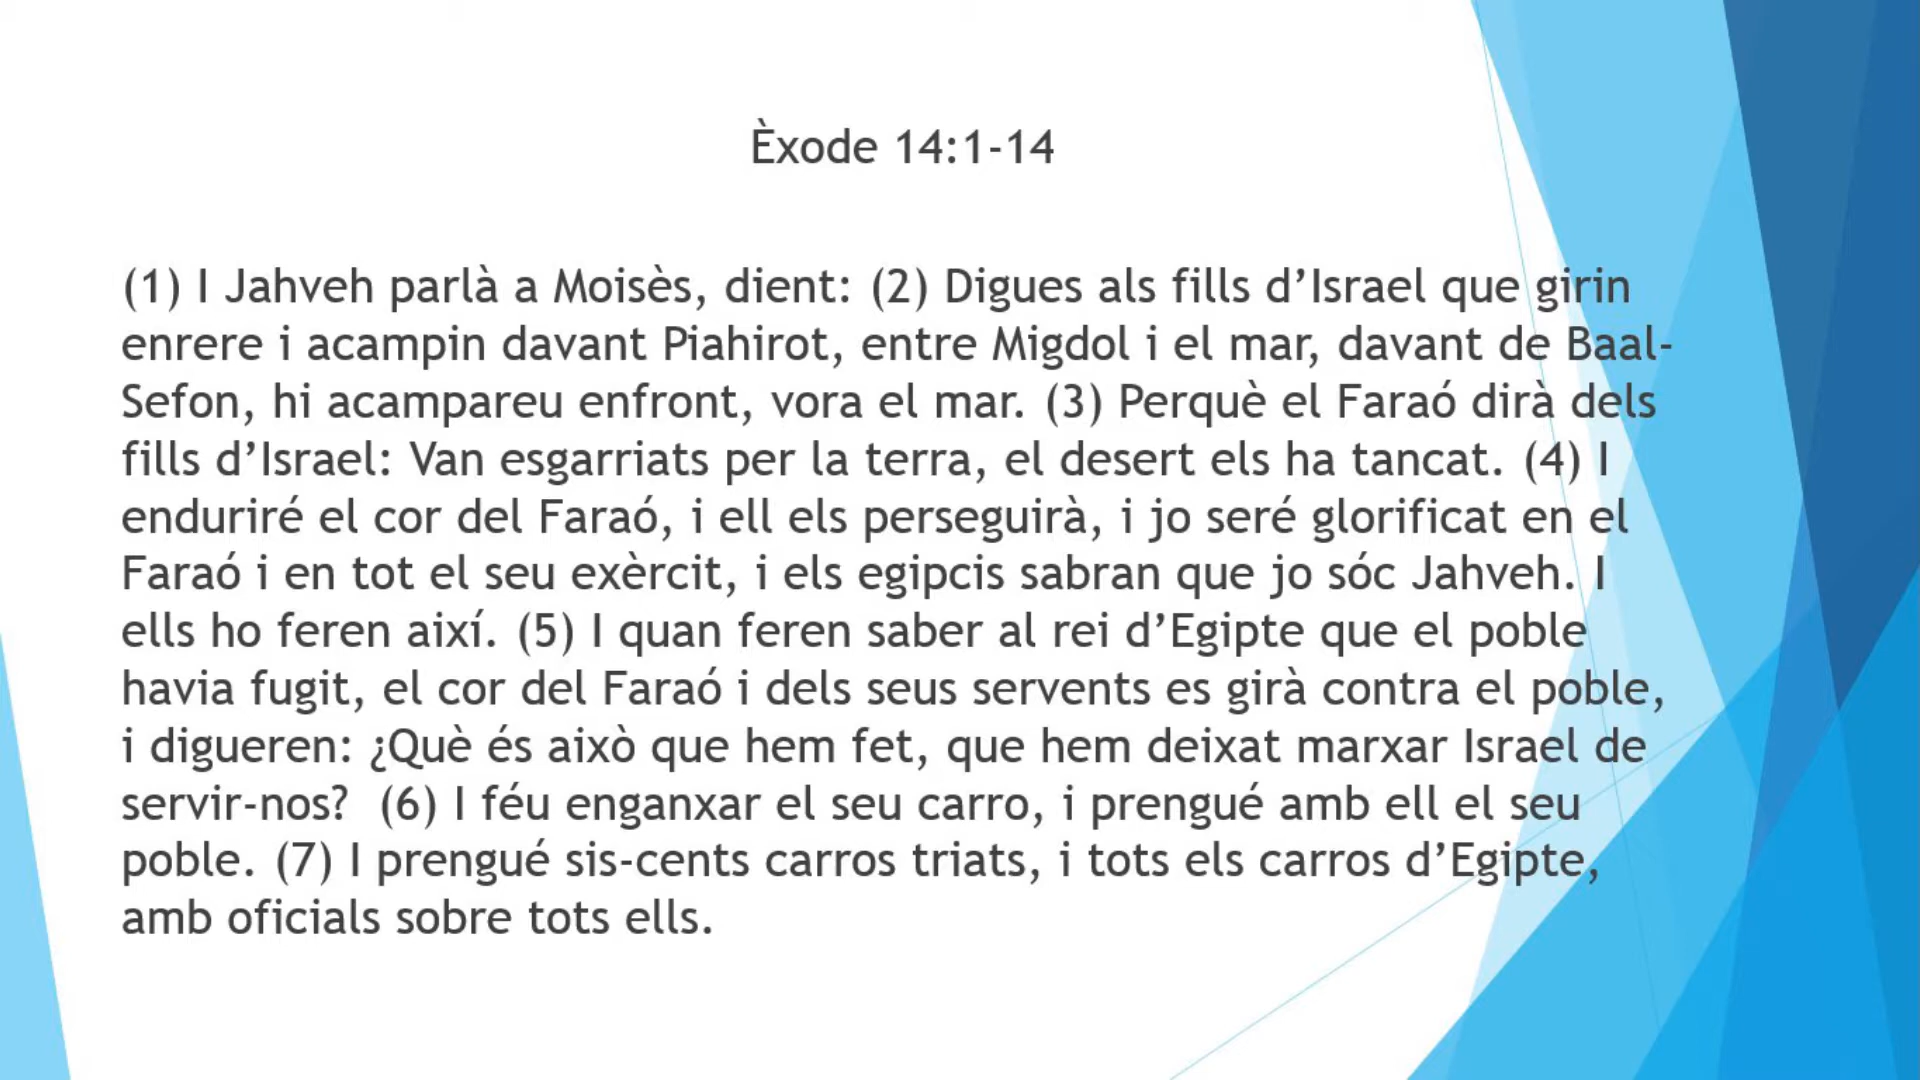 Èxode 14:1-14
(1) I Jahveh parlà a Moisès, dient: (2) Digues als fills d’Israel que girin
enrere i acampin davant Piahirot, entre Migdol i el mar, davant de Baal-
Sefon, hi acampareu enfront, vora el mar. (3) Perquè el Faraó dirà dels
fills d’Israel: Van esgarriats per la terra, el desert els ha tancat. (4) I
enduriré el cor del Faraó, i ell els perseguirà, i jo seré glorificat en el
Faraó i en tot el seu exèrcit, i els egipcis sabran que jo sóc Jahveh. I
ells ho feren així. (5) I quan feren saber al rei d’Egipte que el poble
havia fugit, el cor del Faraó i dels seus servents es girà contra el poble,
i digueren: ¿Què és això que hem fet, que hem deixat marxar Israel de
servir-nos?  (6) I féu enganxar el seu carro, i prengué amb ell el seu
poble. (7) I prengué sis-cents carros triats, i tots els carros d’Egipte,
amb oficials sobre tots ells.